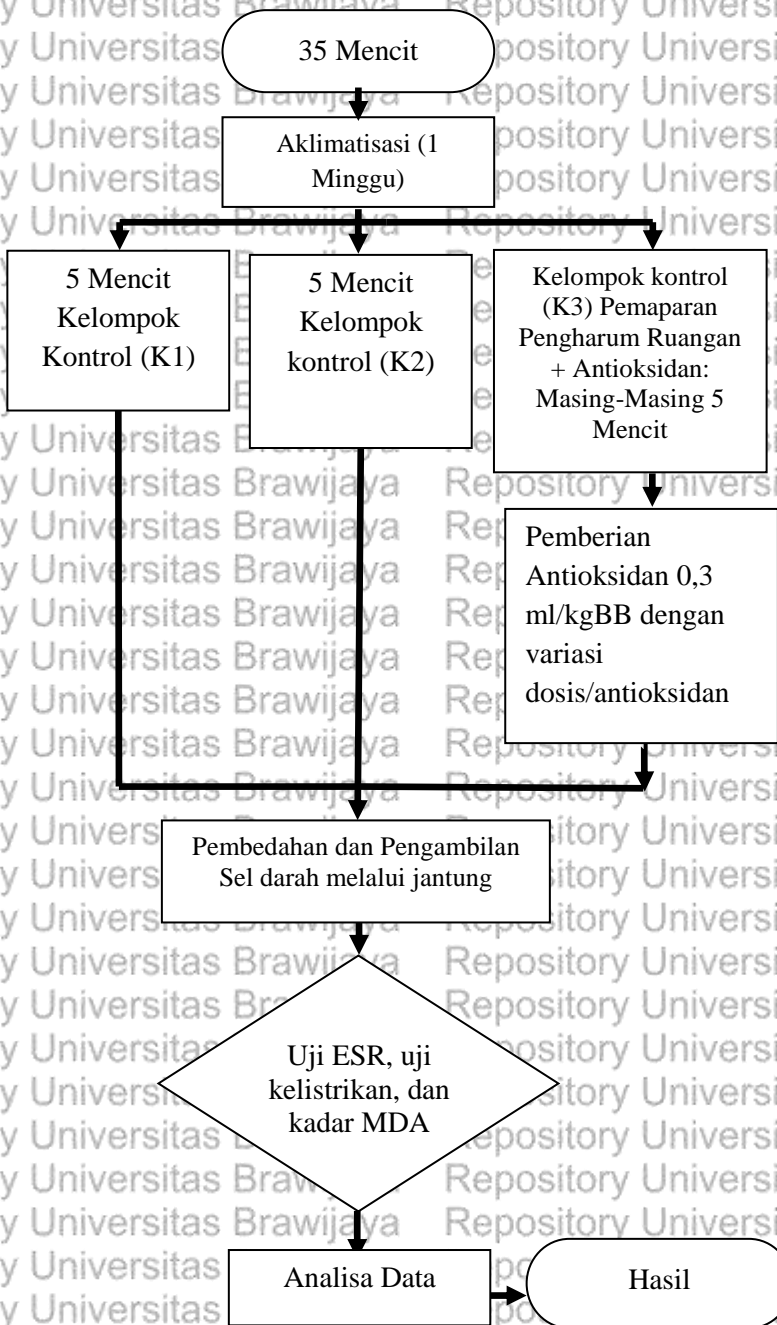 35 Mencit
Aklimatisasi (1
Minggu)
5 Mencit
Kelompok
Kontrol (K1)
5 Mencit
Kelompok
kontrol (K2)
Kelompok kontrol
(K3) Pemaparan
Pengharum Ruangan
+ Antioksidan:
Masing-Masing 5
Mencit
Pemberian
Antioksidan 0,3
ml/kgBB dengan
variasi
dosis/antioksidan
Pembedahan dan Pengambilan
Sel darah melalui jantung
Uji ESR, uji
kelistrikan, dan
kadar MDA
Analisa Data
Hasil